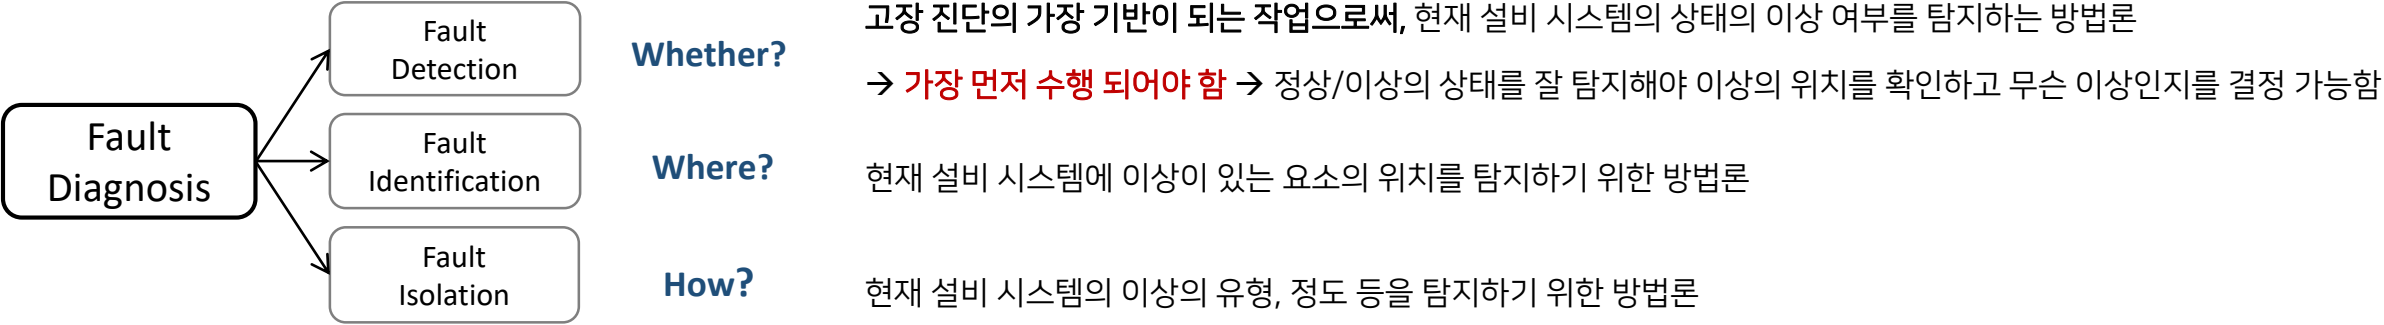 Fault
Diagnosis
Fault
Detection
Whether?
고장 진단의 가장 기반이 되는 작업으로써, 현재 설비 시스템의 상태의 이상 여부를 탐지하는 방법론
→ 가장 먼저 수행 되어야 함 → 정상/이상의 상태를 잘 탐지해야 이상의 위치를 확인하고 무슨 이상인지를 결정 가능함
Fault
Identification
Where?
현재 설비 시스템에 이상이 있는 요소의 위치를 탐지하기 위한 방법론
Fault
Isolation
How?
현재 설비 시스템의 이상의 유형, 정도 등을 탐지하기 위한 방법론